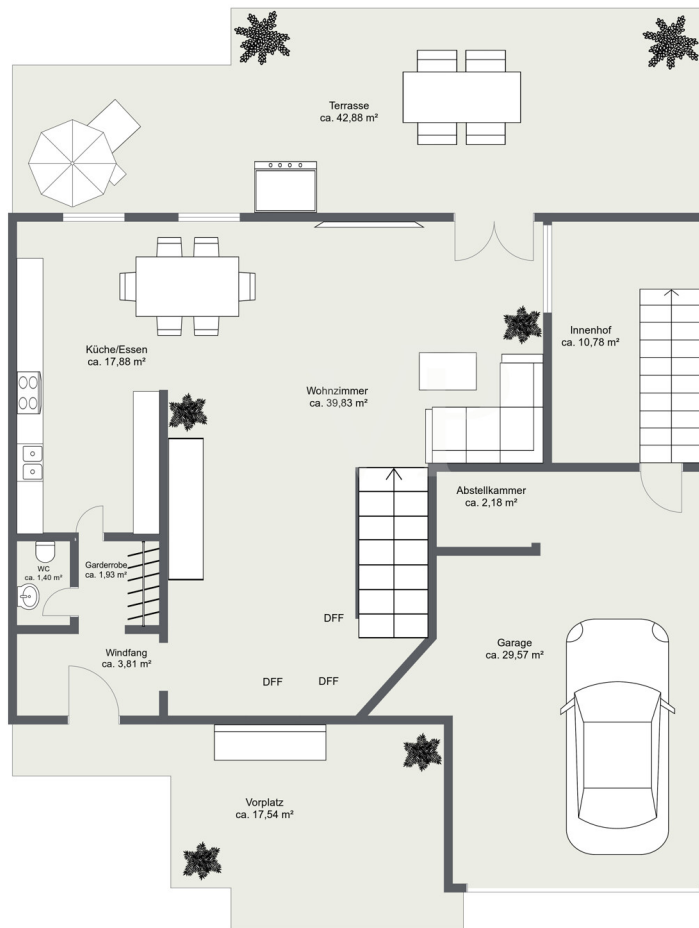 Terrasse
ca. 42,88 m²
Küche/Essen
ca. 17,88 m²
Innenhof
ca. 10,78 m²
Wohnzimmer
ca. 39,83 m²
Abstellkammer
ca. 2,18 m²
WC
ca. 1,40 m²
Garderrobe
ca. 1,93 m²
DFF
Garage
ca. 29,57 m²
Windfang
ca. 3,81 m²
DFF DFF
Vorplatz
ca. 17,54 m²